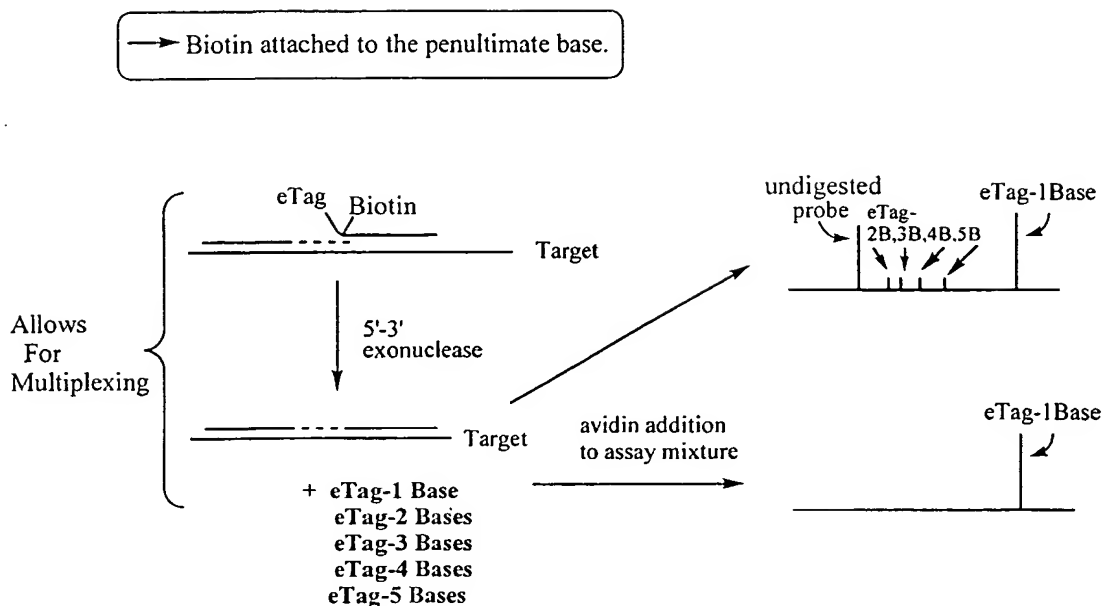 Biotin attached to the penultimate base.
eTag
Biotin
Target
5'-3'
exonuclease
Allows
For
Multiplexing
Target
+ eTag-1 Base
eTag-2 Bases
eTag-3 Bases
eTag-4 Bases
eTag-5 Bases
avidin addition
to assay mixture
undigested
probe
eTag-
2B,3B,4B,5B
eTag-1Base
eTag-1Base